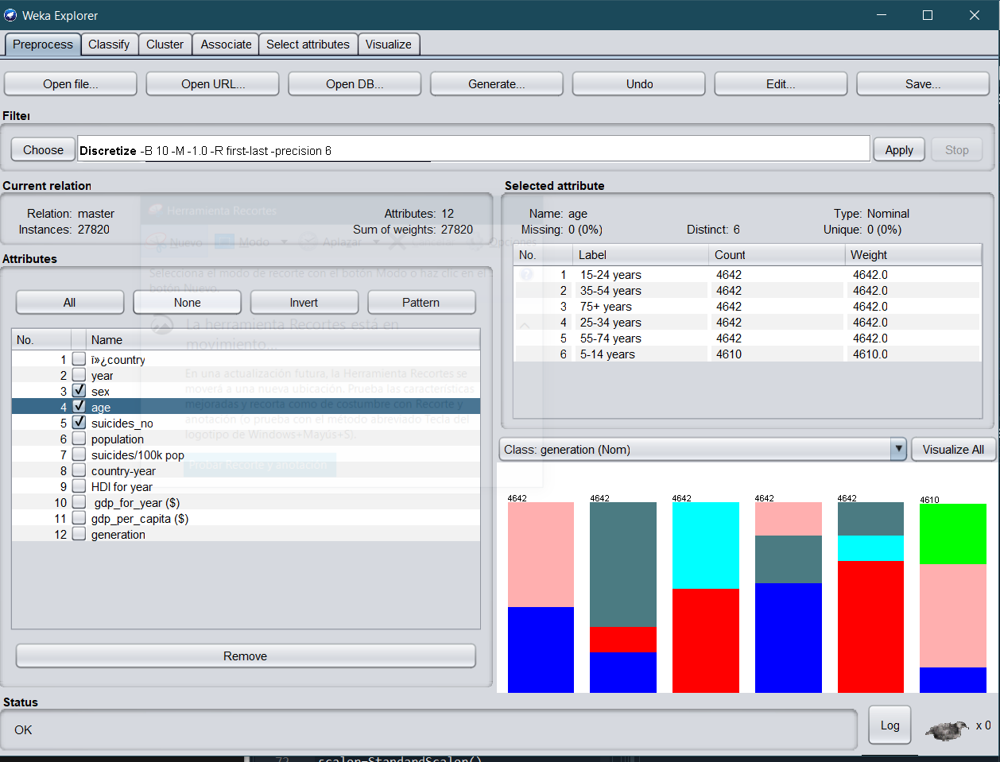 Weka Explorer
Preprocess Classify Cluster Associate Select attributes Visualize
Open file... Open URL... Open DB... Generate... Undo Edit... Save...
Filter
Choose Discretize -B 10 -M -1.0 -R first-last -precision 6 Apply Stop
Current relation
Relation: master Attributes: 12
Instances: 27820 Sum of weights: 27820
Herramienta Recortes
Nuevo Modo Aplazar Cancelar Opciones
Selecciona el modo de recorte con el botón Modo o haz clic en el
botón Nuevo.
La herramienta Recortes está en
movimiento...
En una actualización futura, la Herramienta Recortes se
moverá a una nueva ubicación. Prueba las características
mejoradas y recorta como de costumbre con Recorte y
anotación (o prueba con el método abreviado Tecla del
logotipo de Windows+Mayús+S).
Probar Recorte y anotación
Attributes
All None Invert Pattern
No. Name
1 ï»¿country
2 year
3 sex
4 age
5 suicides_no
6 population
7 suicides/100k pop
8 country-year
9 HDI for year
10 gdp_for_year ($)
11 gdp_per_capita ($)
12 generation
Remove
Selected attribute
Name: age Type: Nominal
Missing: 0 (0%) Distinct: 6 Unique: 0 (0%)
No. Label Count Weight
1 15-24 years 4642 4642.0
2 35-54 years 4642 4642.0
3 75+ years 4642 4642.0
4 25-34 years 4642 4642.0
5 55-74 years 4642 4642.0
6 5-14 years 4610 4610.0
Class: generation (Nom) Visualize All
4642 4642 4642 4642 4642 4610
Status
OK Log x 0
72 scaler=StandardScaler()